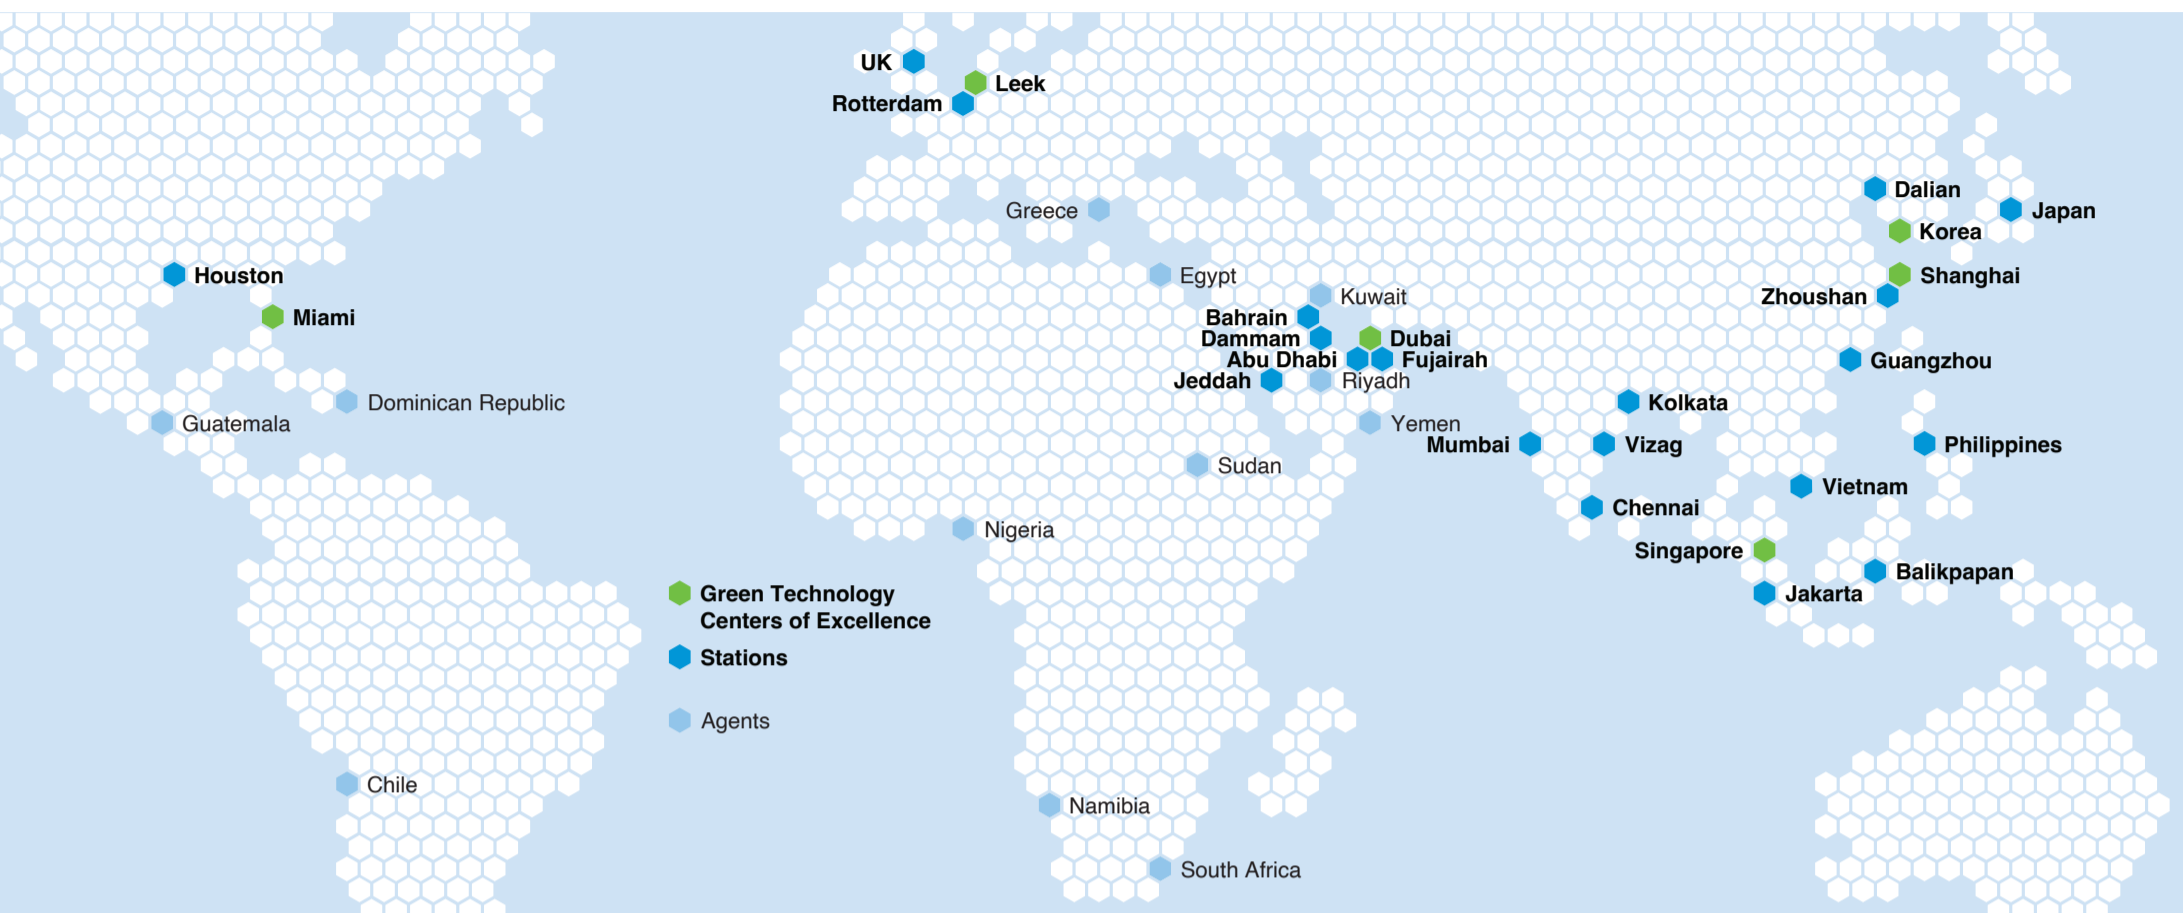 UK
Leek
Rotterdam
Dalian
Greece
Japan
Korea
Houston
Egypt
Shanghai
Kuwait
Zhoushan
Miami
Bahrain
Dammam
Dubai
Abu Dhabi
Fujairah
Guangzhou
Jeddah
Riyadh
Dominican Republic
Kolkata
Guatemala
Yemen
Mumbai
Vizag
Philippines
Sudan
Vietnam
Chennai
Nigeria
Singapore
Balikpapan
Jakarta
Green Technology
Centers of Excellence
Stations
Agents
Chile
Namibia
South Africa